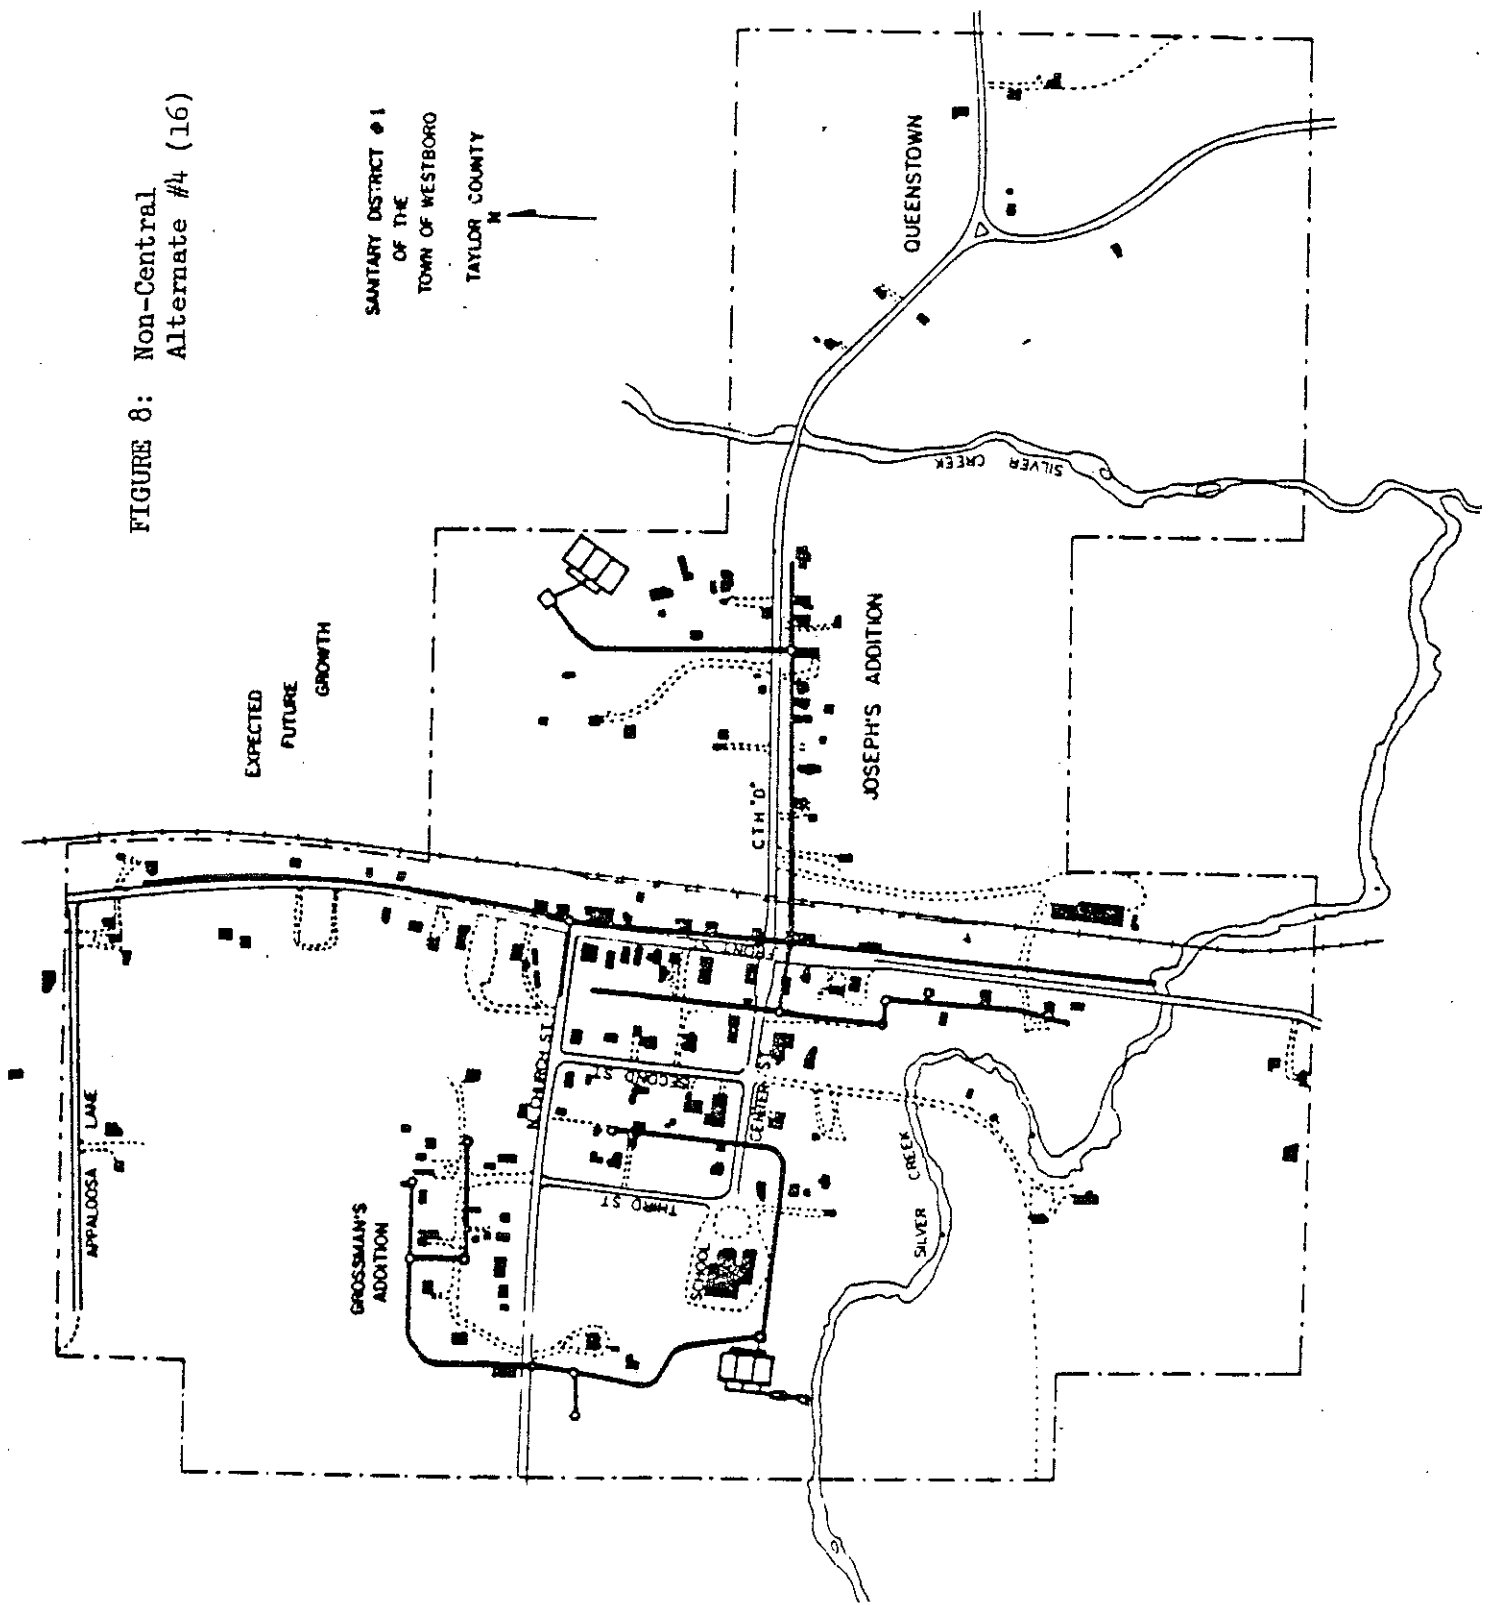 FIGURE 8: Non-Central
Alternate #4 (16)
SANITARY DISTRICT #1
OF THE
TOWN OF WESTBORO
TAYLOR COUNTY
N
EXPECTED
FUTURE
GROWTH
QUEENSTOWN
SILVER CREEK
JOSEPH'S ADDITION
CTH "D"
FRONT ST
N. CHURCH ST.
SECOND ST
CENTER ST
THIRD ST
SCHOOL
APPALOOSA LANE
GROSSMAN'S
ADDITION
SILVER CREEK